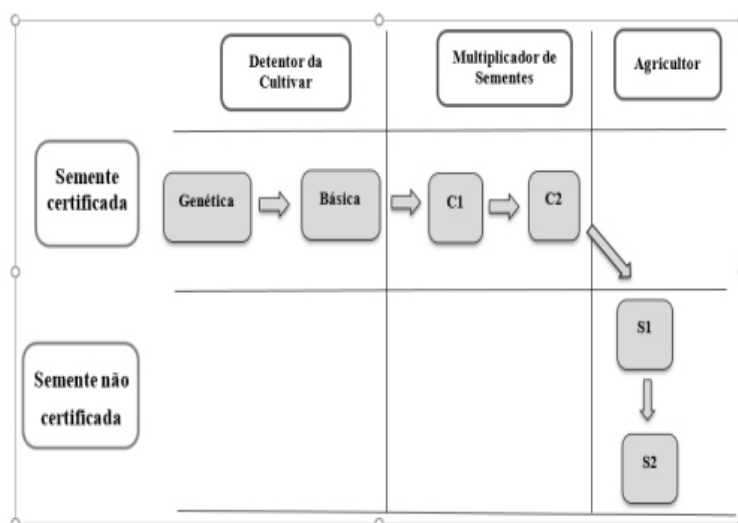 Detentor da
Cultivar
Multiplicador de
Sementes
Agricultor
Semente
certificada
Genética
Básica
C1
C2
Semente não
certificada
S1
S2